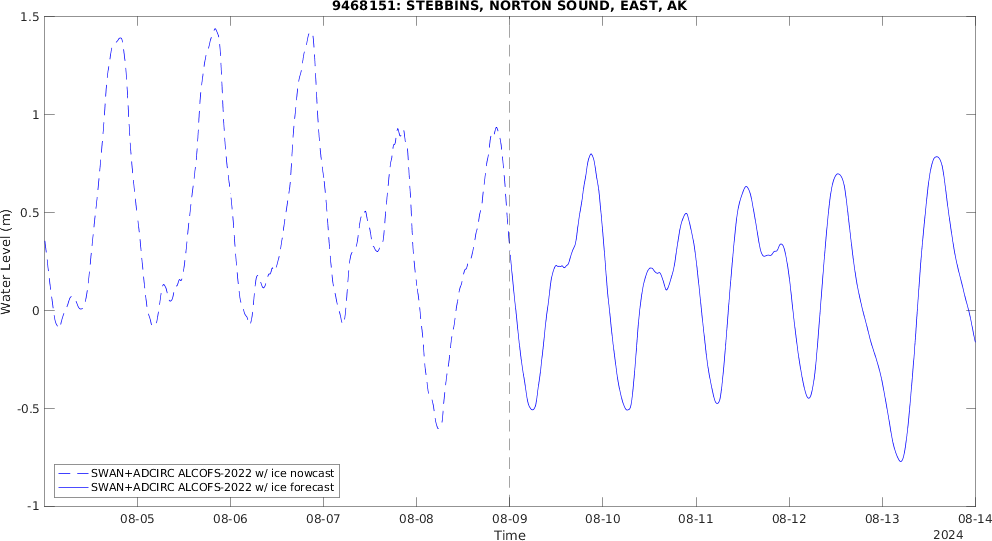 9468151: STEBBINS, NORTON SOUND, EAST, AK
1.5
1
0.5
0
-0.5
-1
Water Level (m)
SWAN+ADCIRC ALCOFS-2022 w/ ice nowcast
SWAN+ADCIRC ALCOFS-2022 w/ ice forecast
08-05 08-06 08-07 08-08 08-09 08-10 08-11 08-12 08-13 08-14
Time
2024